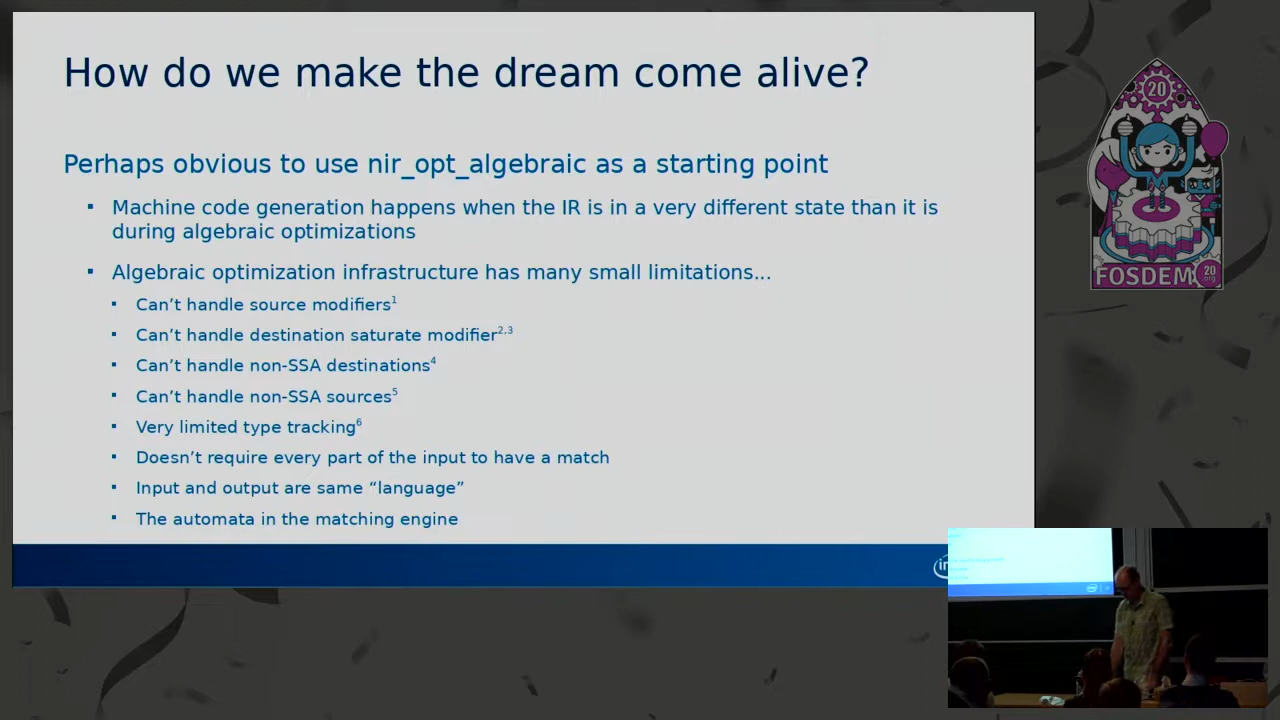 How do we make the dream come alive?
Perhaps obvious to use nir_opt_algebraic as a starting point
▪ Machine code generation happens when the IR is in a very different state than it is
during algebraic optimizations
▪ Algebraic optimization infrastructure has many small limitations...
▪ Can’t handle source modifiers¹
▪ Can’t handle destination saturate modifier²,³
▪ Can’t handle non-SSA destinations⁴
▪ Can’t handle non-SSA sources⁵
▪ Very limited type tracking⁶
▪ Doesn’t require every part of the input to have a match
▪ Input and output are same “language”
▪ The automata in the matching engine
20
FOSDEM
20
.org